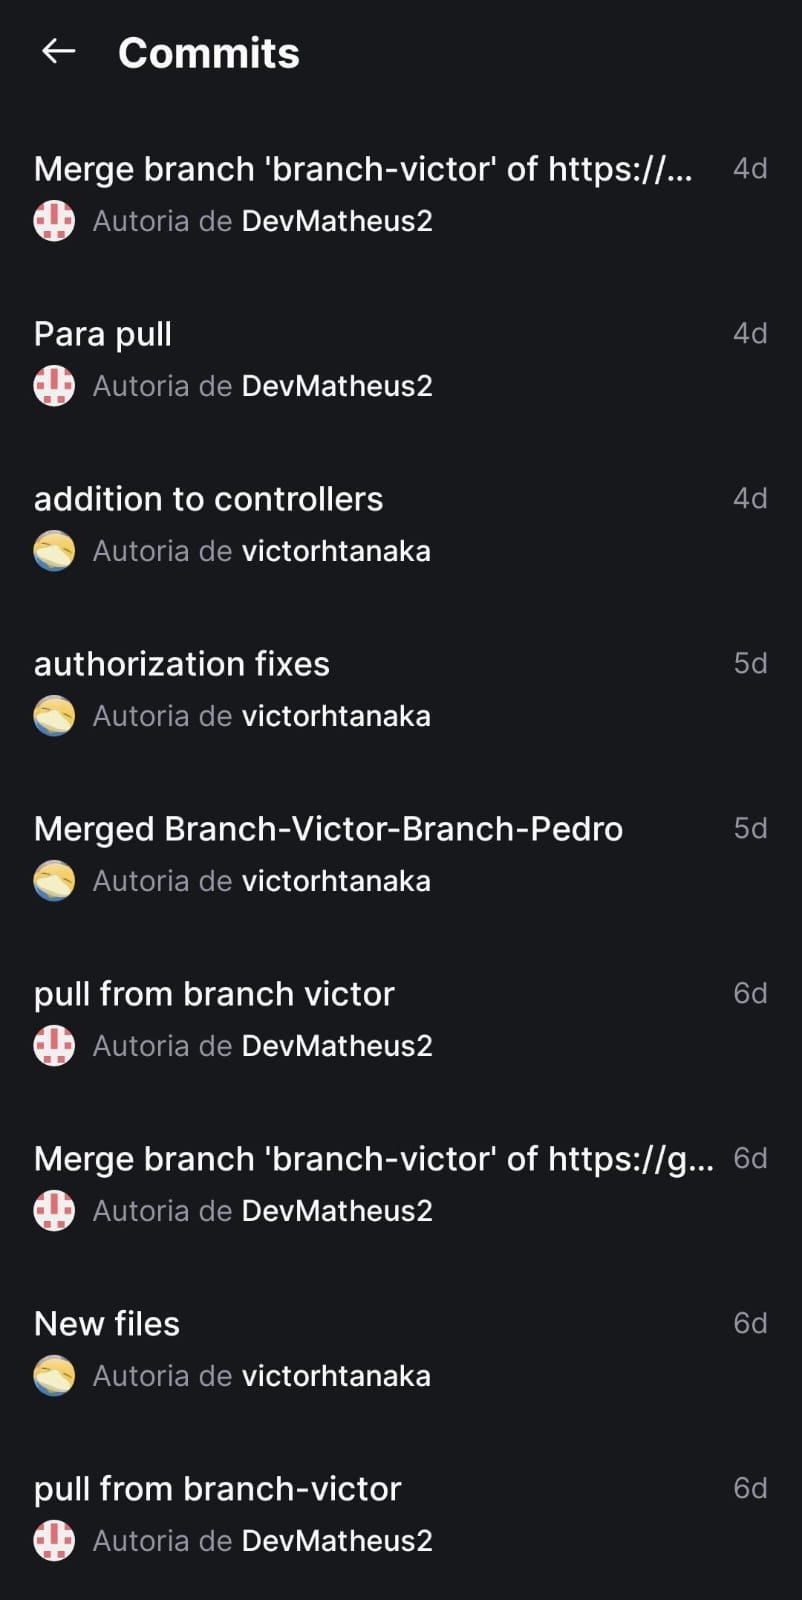 Commits
Merge branch 'branch-victor' of https://... 4d
Autoria de DevMatheus2
Para pull 4d
Autoria de DevMatheus2
addition to controllers 4d
Autoria de victorhtanaka
authorization fixes 5d
Autoria de victorhtanaka
Merged Branch-Victor-Branch-Pedro 5d
Autoria de victorhtanaka
pull from branch victor 6d
Autoria de DevMatheus2
Merge branch 'branch-victor' of https://g... 6d
Autoria de DevMatheus2
New files 6d
Autoria de victorhtanaka
pull from branch-victor 6d
Autoria de DevMatheus2